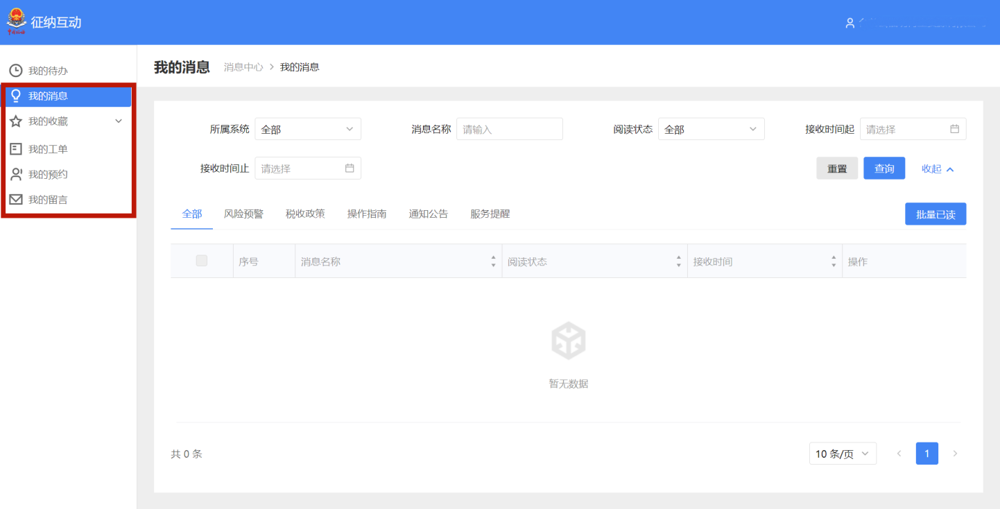 征纳互动
我的待办
我的消息
我的收藏
我的工单
我的预约
我的留言
我的消息 消息中心 > 我的消息
所属系统 全部 消息名称 请输入 阅读状态 全部 接收时间起 请选择
接收时间止 请选择 重置 查询 收起
全部 风险预警 税收政策 操作指南 通知公告 服务提醒 批量已读
序号 消息名称 阅读状态 接收时间 操作
暂无数据
共 0 条 10 条/页 < 1 >